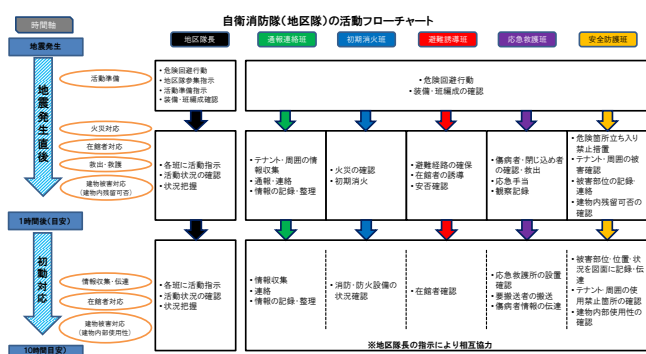 自衛消防隊(地区隊)の活動フローチャート
時間軸
地区隊長
通報連絡班
初期消火班
避難誘導班
応急救護班
安全防護班
地震発生
地震発生直後
活動準備
・危険回避行動
・地区隊参集指示
・活動準備指示
・装備・班編成確認
・危険回避行動
・装備・班編成の確認
火災対応
在館者対応
救出・救護
建物被害対応
(建物内残留可否)
・各班に活動指示
・活動状況の確認
・状況把握
・テナント・周囲の情
報収集
・通報・連絡
・情報の記録・整理
・火災の確認
・初期消火
・避難経路の確保
・在館者の誘導
・安否確認
・傷病者・閉じ込め者
の確認・救出
・応急手当
・観察記録
・危険箇所立ち入り
禁止措置
・テナント・周囲の被
害確認
・被害部位の記録・
連絡
・建物内残留可否の
確認
1時間後(目安)
初動対応
情報収集・伝達
在館者対応
建物被害対応
(建物内部使用性)
・各班に活動指示
・活動状況の確認
・状況把握
・情報収集
・連絡
・情報の記録・整理
・消防・防火設備の
状況確認
・在館者確認
・応急救護所の設置
確認
・要搬送者の搬送
・傷病者情報の伝達
・被害部位・位置・状
況を図面に記録・伝
達
・テナント・周囲の使
用禁止箇所の確認
・建物内部使用性の
確認
※地区隊長の指示により相互協力
10時間目安)